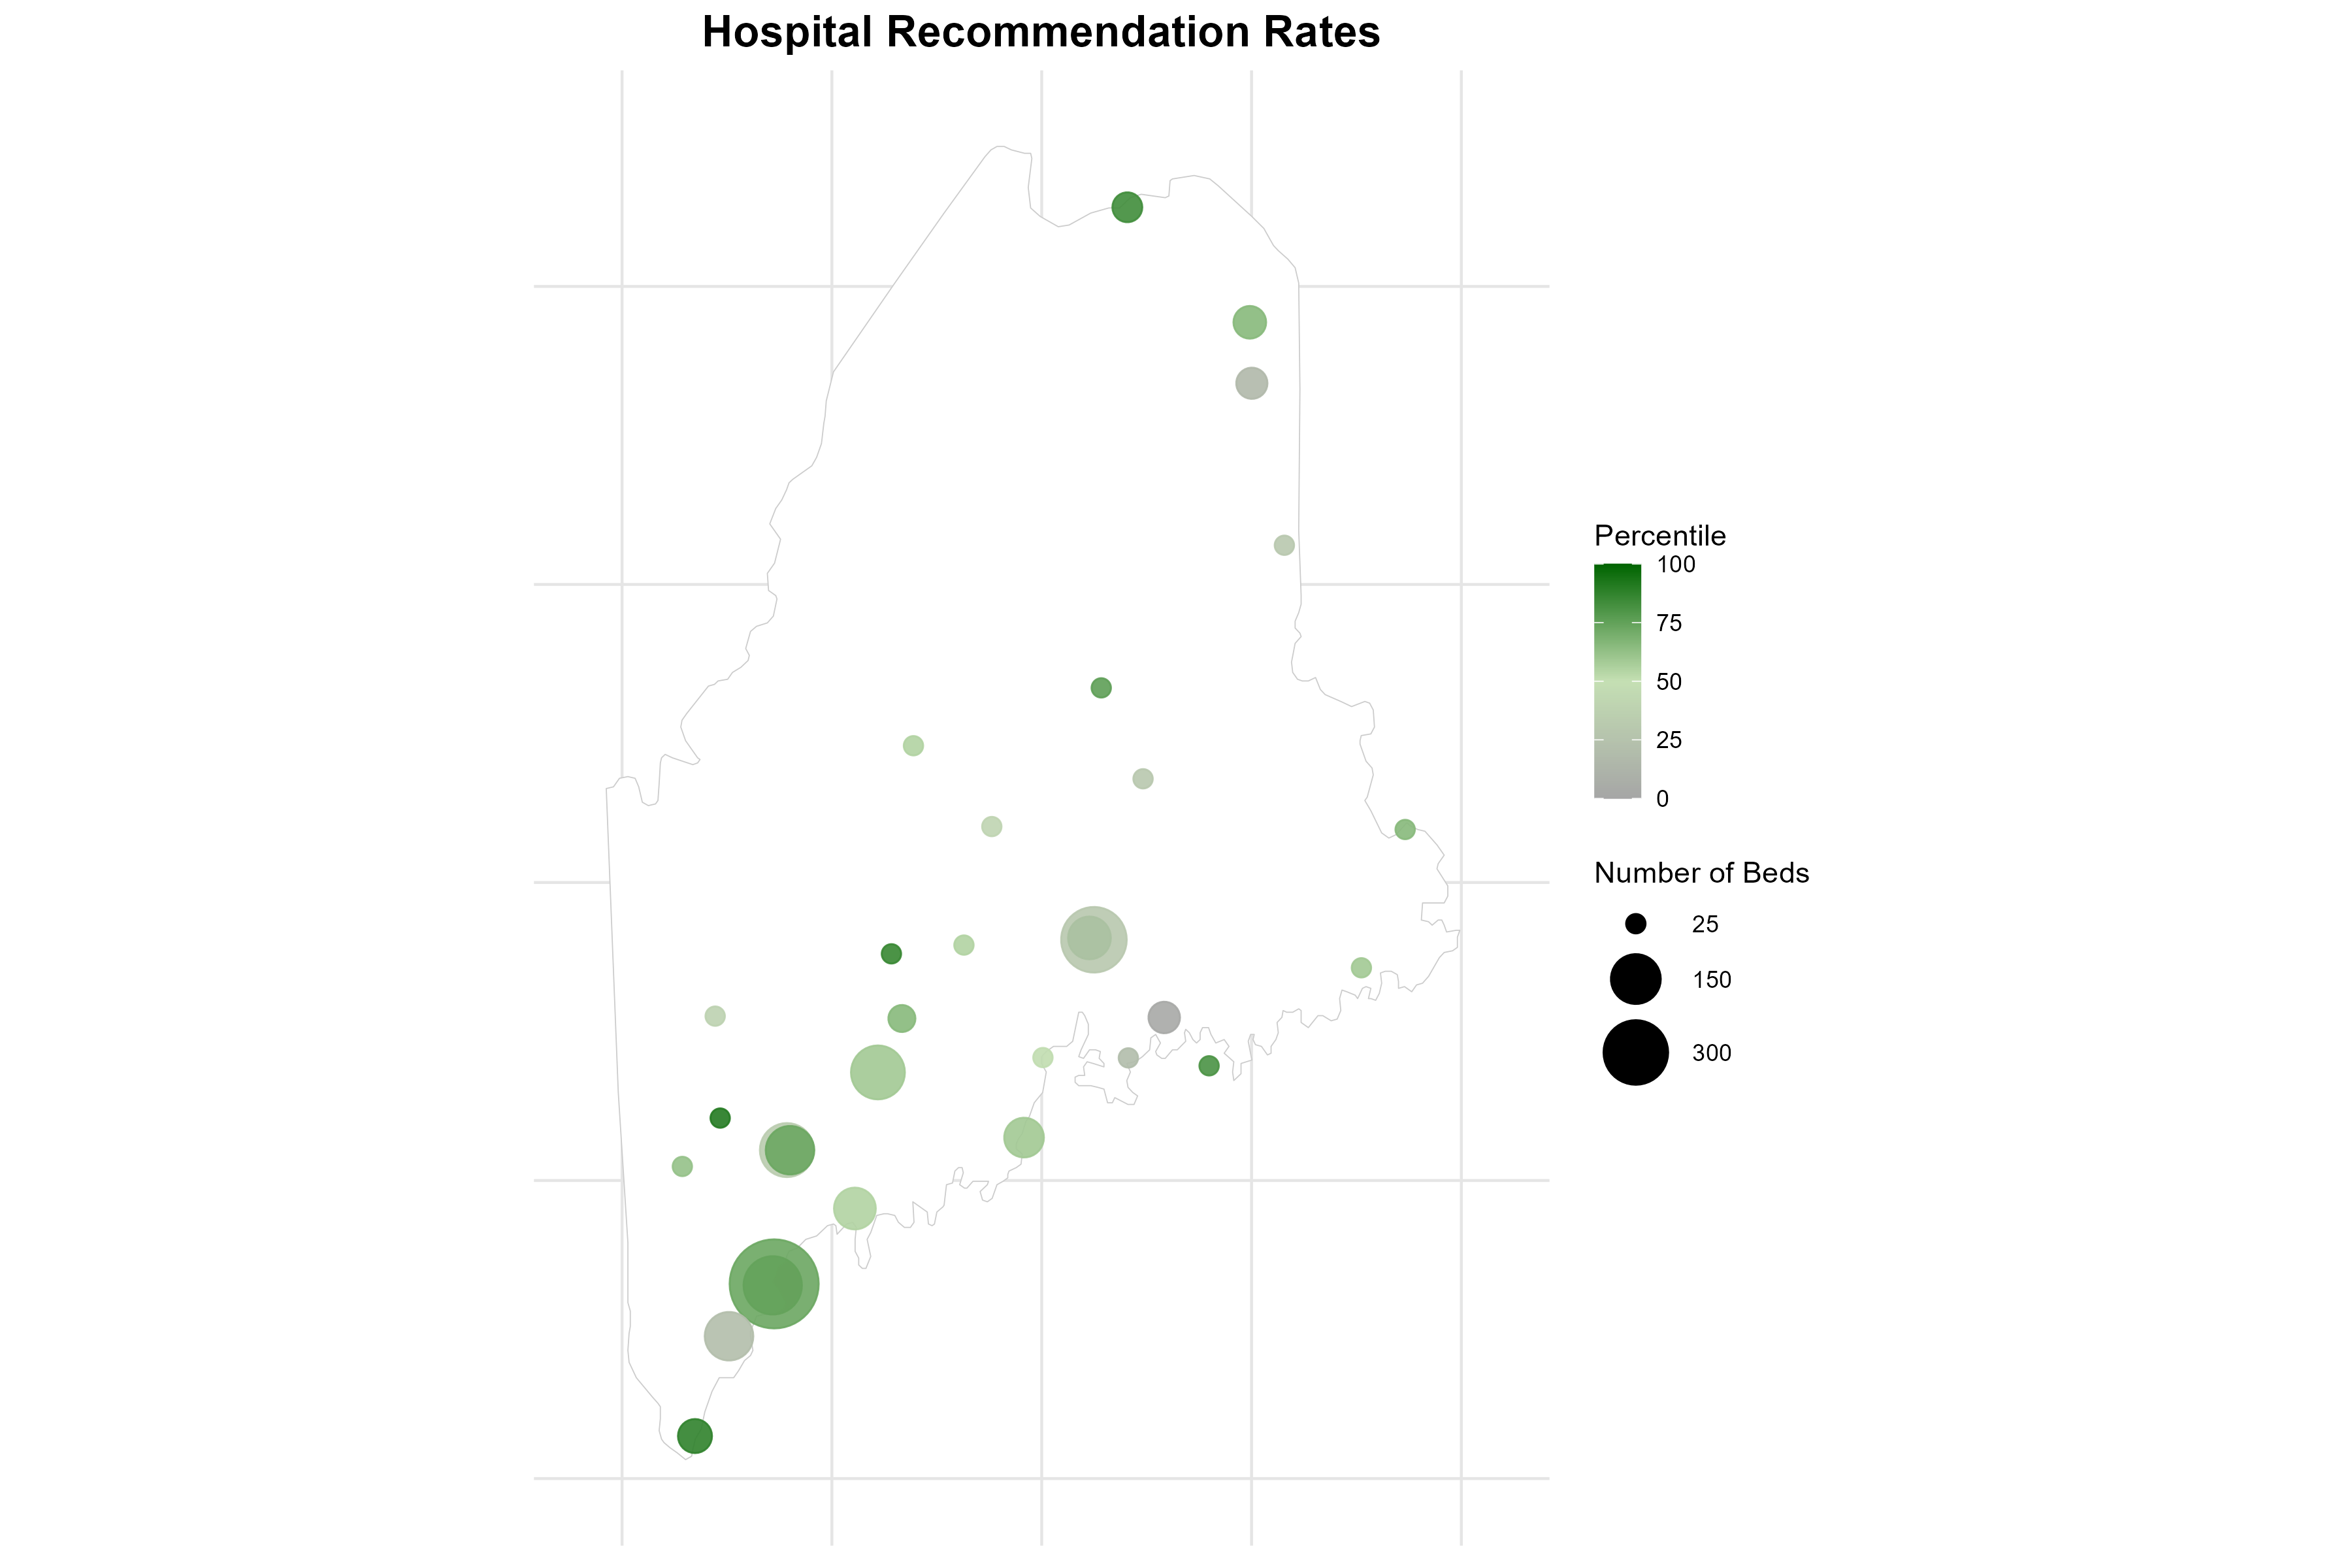 Hospital Recommendation Rates
Percentile
100
75
50
25
0
Number of Beds
25
150
300